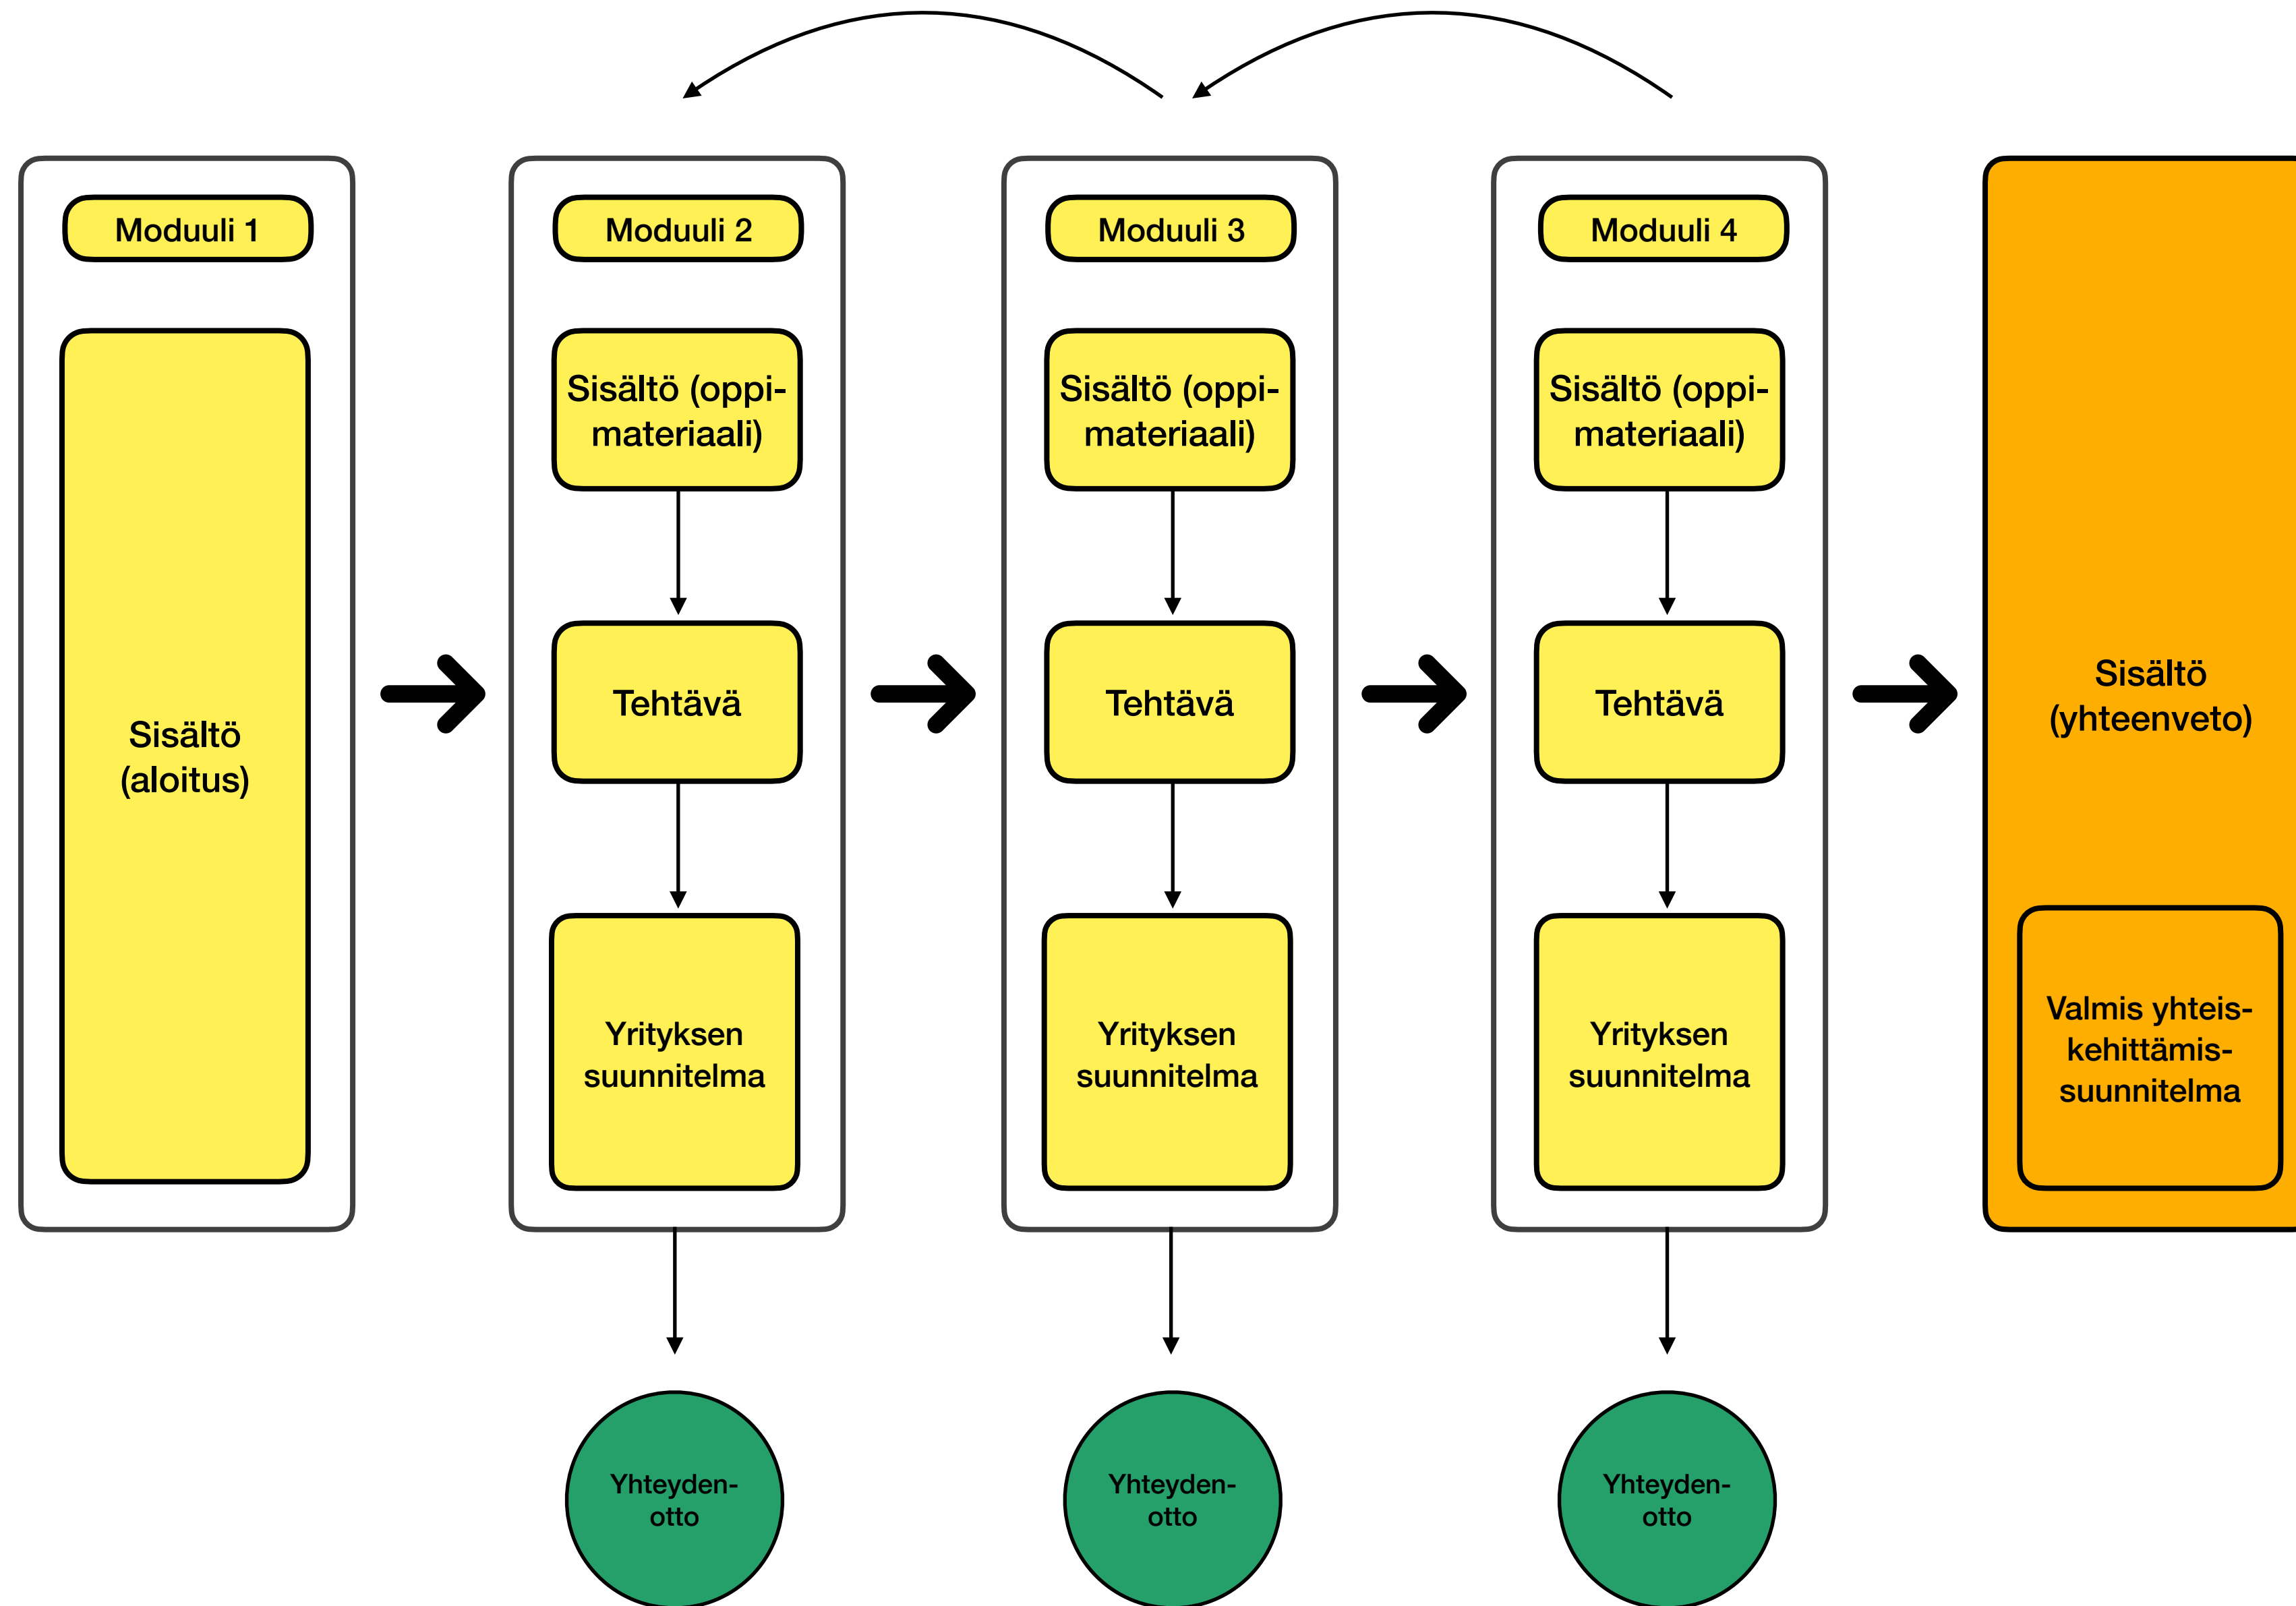 Moduuli 1
Sisältö
(aloitus)
Moduuli 2
Sisältö (oppi-
materiaali)
Tehtävä
Yrityksen
suunnitelma
Yhteyden-
otto
Moduuli 3
Sisältö (oppi-
materiaali)
Tehtävä
Yrityksen
suunnitelma
Yhteyden-
otto
Moduuli 4
Sisältö (oppi-
materiaali)
Tehtävä
Yrityksen
suunnitelma
Yhteyden-
otto
Sisältö
(yhteenveto)
Valmis yhteis-
kehittämis-
suunnitelma